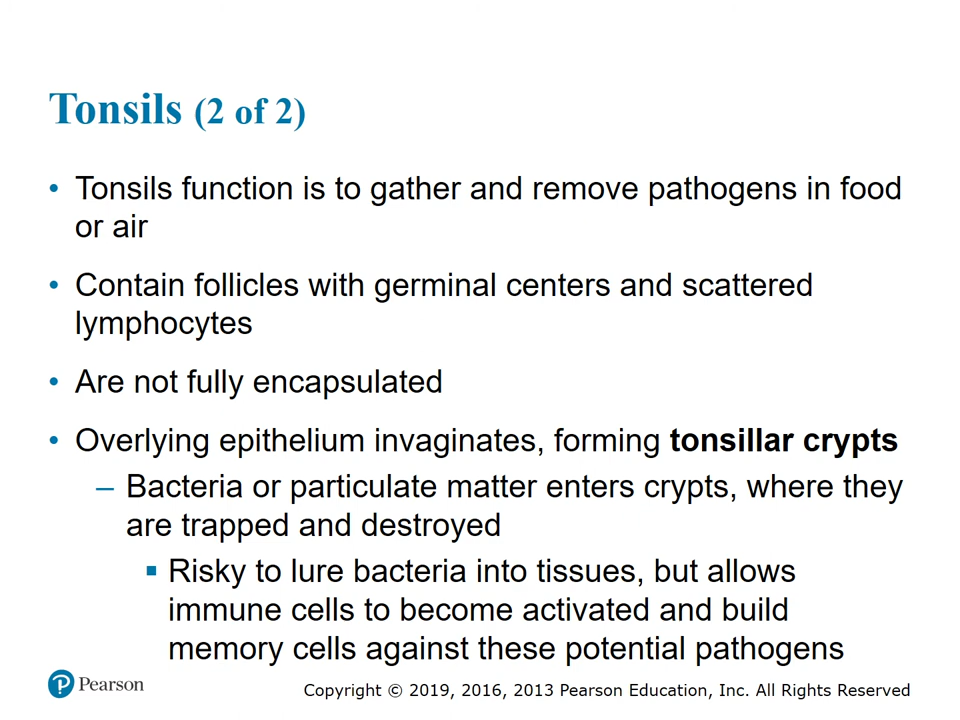 Tonsils (2 of 2)
• Tonsils function is to gather and remove pathogens in food
or air
• Contain follicles with germinal centers and scattered
lymphocytes
• Are not fully encapsulated
• Overlying epithelium invaginates, forming tonsillar crypts
– Bacteria or particulate matter enters crypts, where they
are trapped and destroyed
▪ Risky to lure bacteria into tissues, but allows
immune cells to become activated and build
memory cells against these potential pathogens
P Pearson
Copyright © 2019, 2016, 2013 Pearson Education, Inc. All Rights Reserved